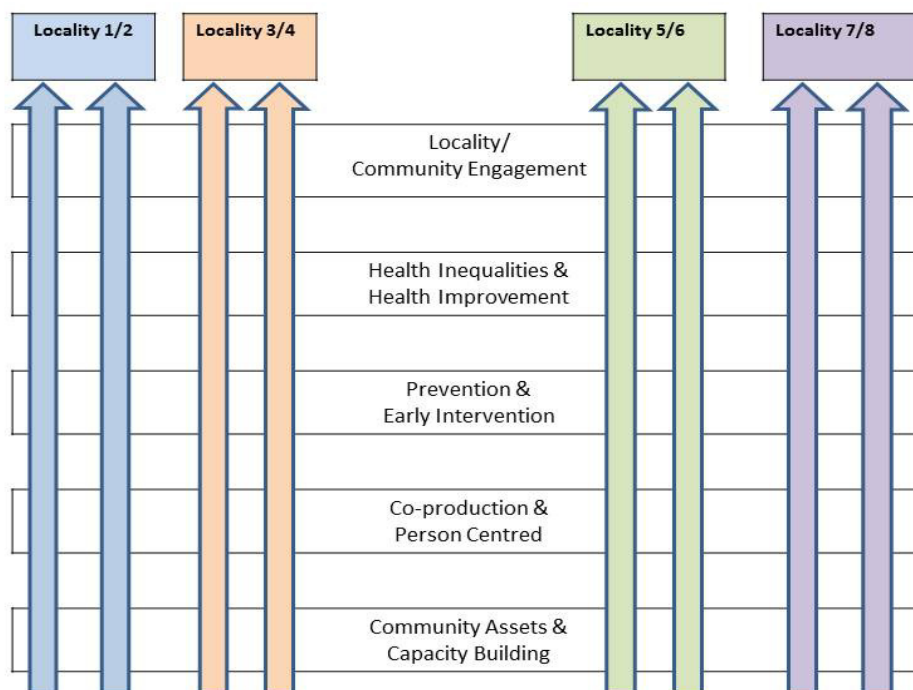 Locality 1/2
Locality 3/4
Locality 5/6
Locality 7/8
Locality/
Community Engagement
Health Inequalities &
Health Improvement
Prevention &
Early Intervention
Co-production &
Person Centred
Community Assets &
Capacity Building